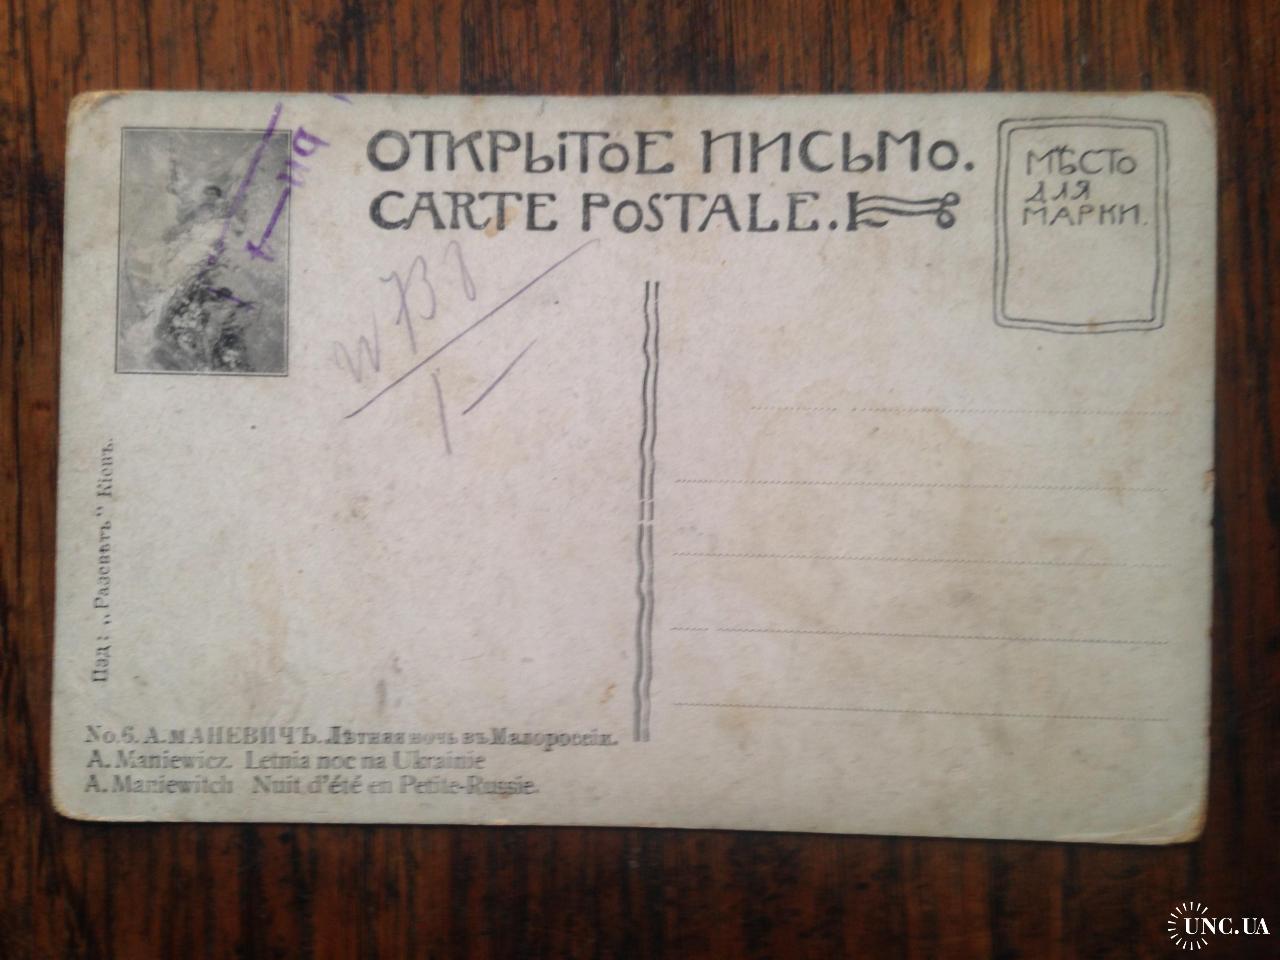 ОТКРЫТОЕ ПИСЬМО.
CARTE POSTALE.
МѢСТО
ДЛЯ
МАРКИ.
Изд: „Разсвѣтъ" Кіевъ.
No. 6. А. МАНЕВИЧЪ. Лѣтняя ночь въ Малороссіи.
A. Maniewicz. Letnia noc na Ukrainie
A. Maniewitch Nuit d'été en Petite-Russie.
UNC.UA